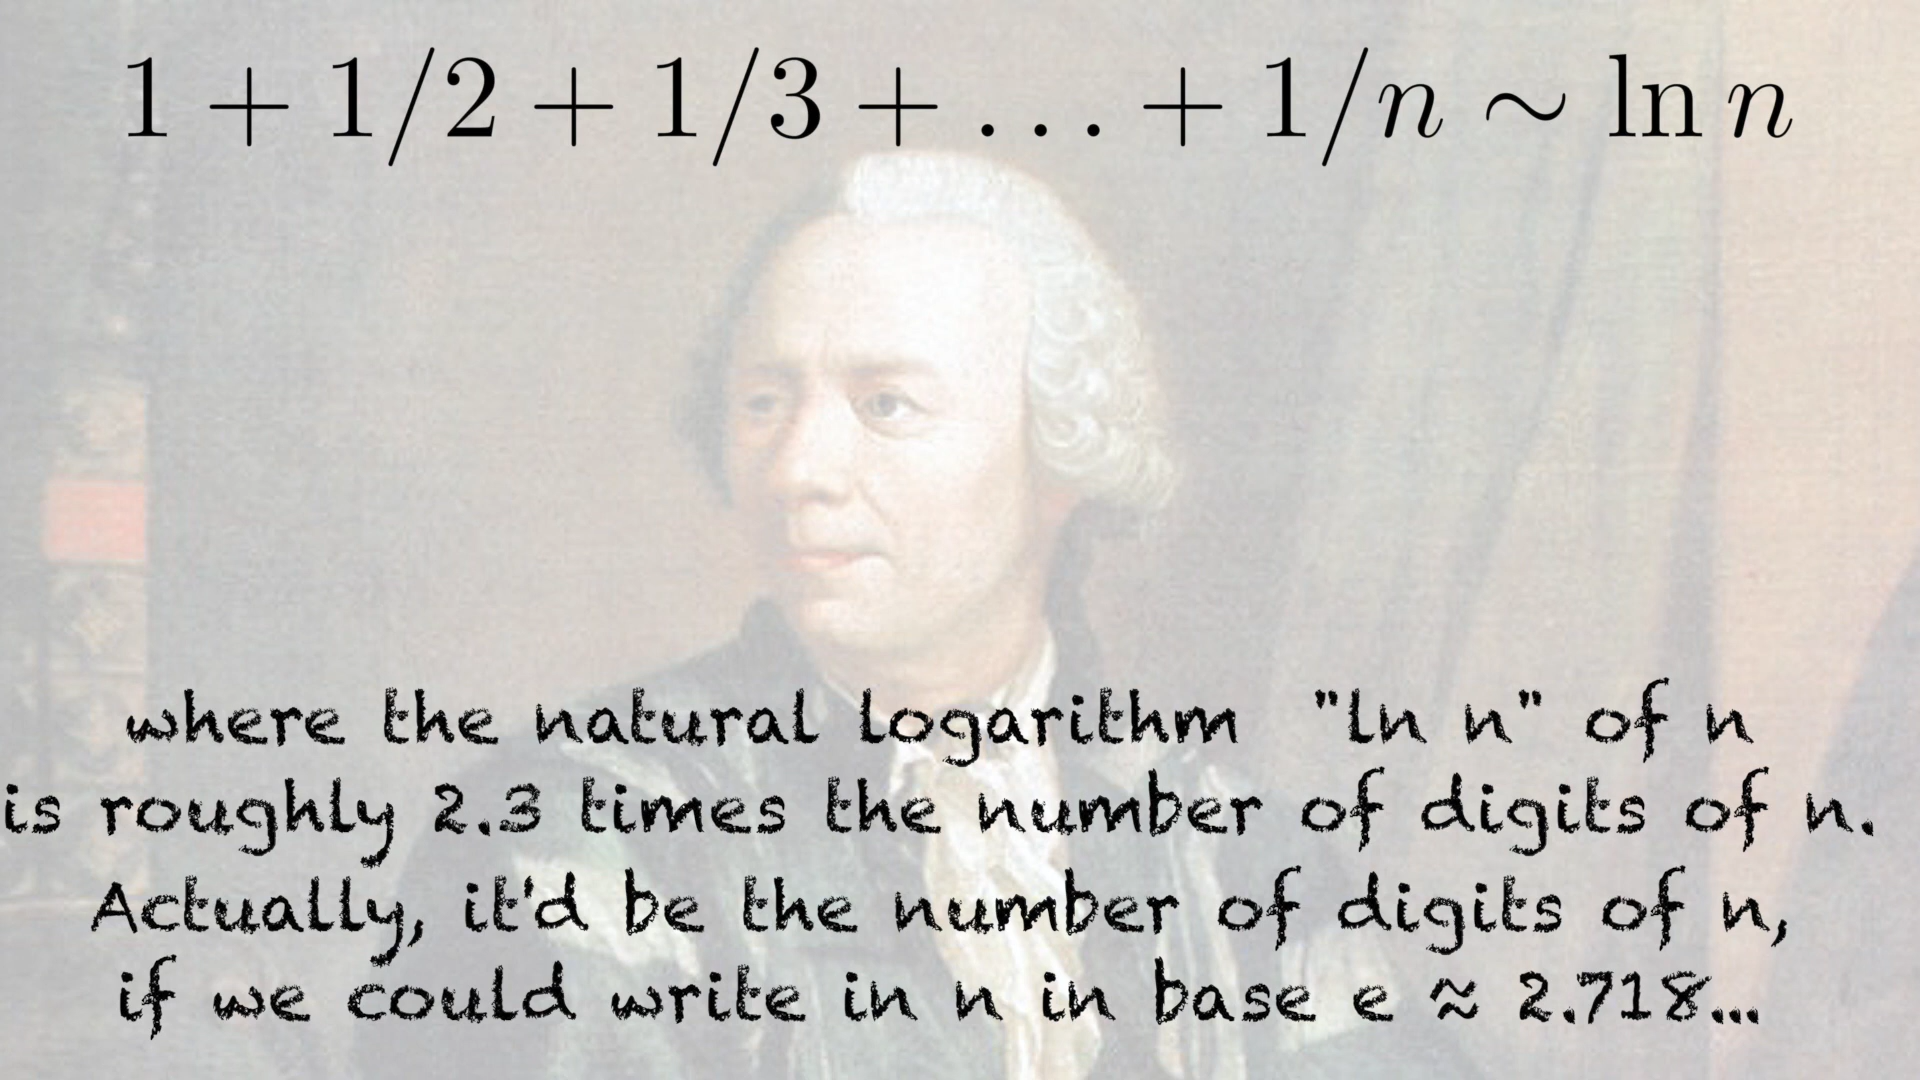 1 + 1/2 + 1/3 + . . . + 1/n ∼ ln n
where the natural logarithm "ln n" of n
is roughly 2.3 times the number of digits of n.
Actually, it'd be the number of digits of n,
if we could write in n in base e ≈ 2.718...